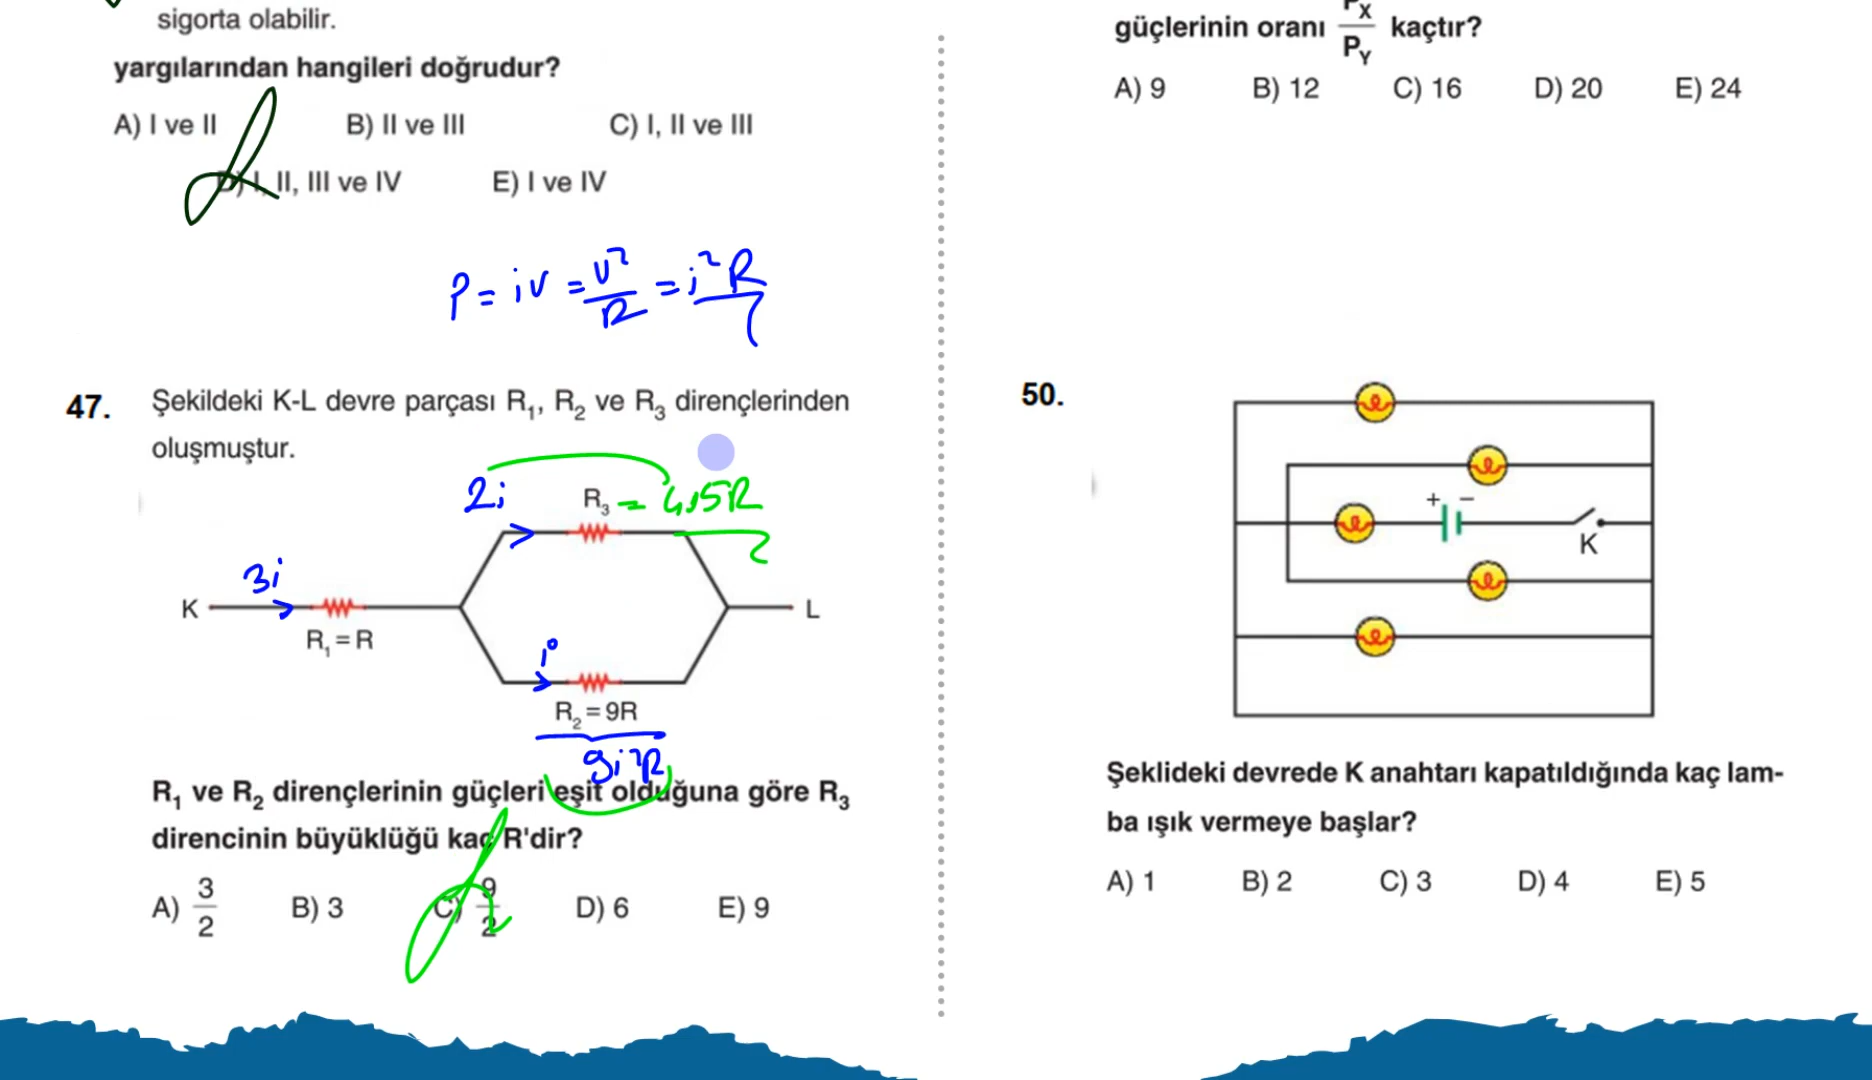 sigorta olabilir.
yargılarından hangileri doğrudur?
A) I ve II B) II ve III C) I, II ve III
D) I, II, III ve IV E) I ve IV
P = iv = v²/R = i²R
47. Şekildeki K-L devre parçası R₁, R₂ ve R₃ dirençlerinden
oluşmuştur.
2i R₃ = 4,5R
3i
K L
R₁ = R
i
R₂ = 9R
9i²R
R₁ ve R₂ dirençlerinin güçleri eşit olduğuna göre R₃
direncinin büyüklüğü kaç R'dir?
A) 3/2 B) 3 C) 9/2 D) 6 E) 9
güçlerinin oranı Pₓ/Pᵧ kaçtır?
A) 9 B) 12 C) 16 D) 20 E) 24
50.
+ −
K
Şeklideki devrede K anahtarı kapatıldığında kaç lam-
ba ışık vermeye başlar?
A) 1 B) 2 C) 3 D) 4 E) 5